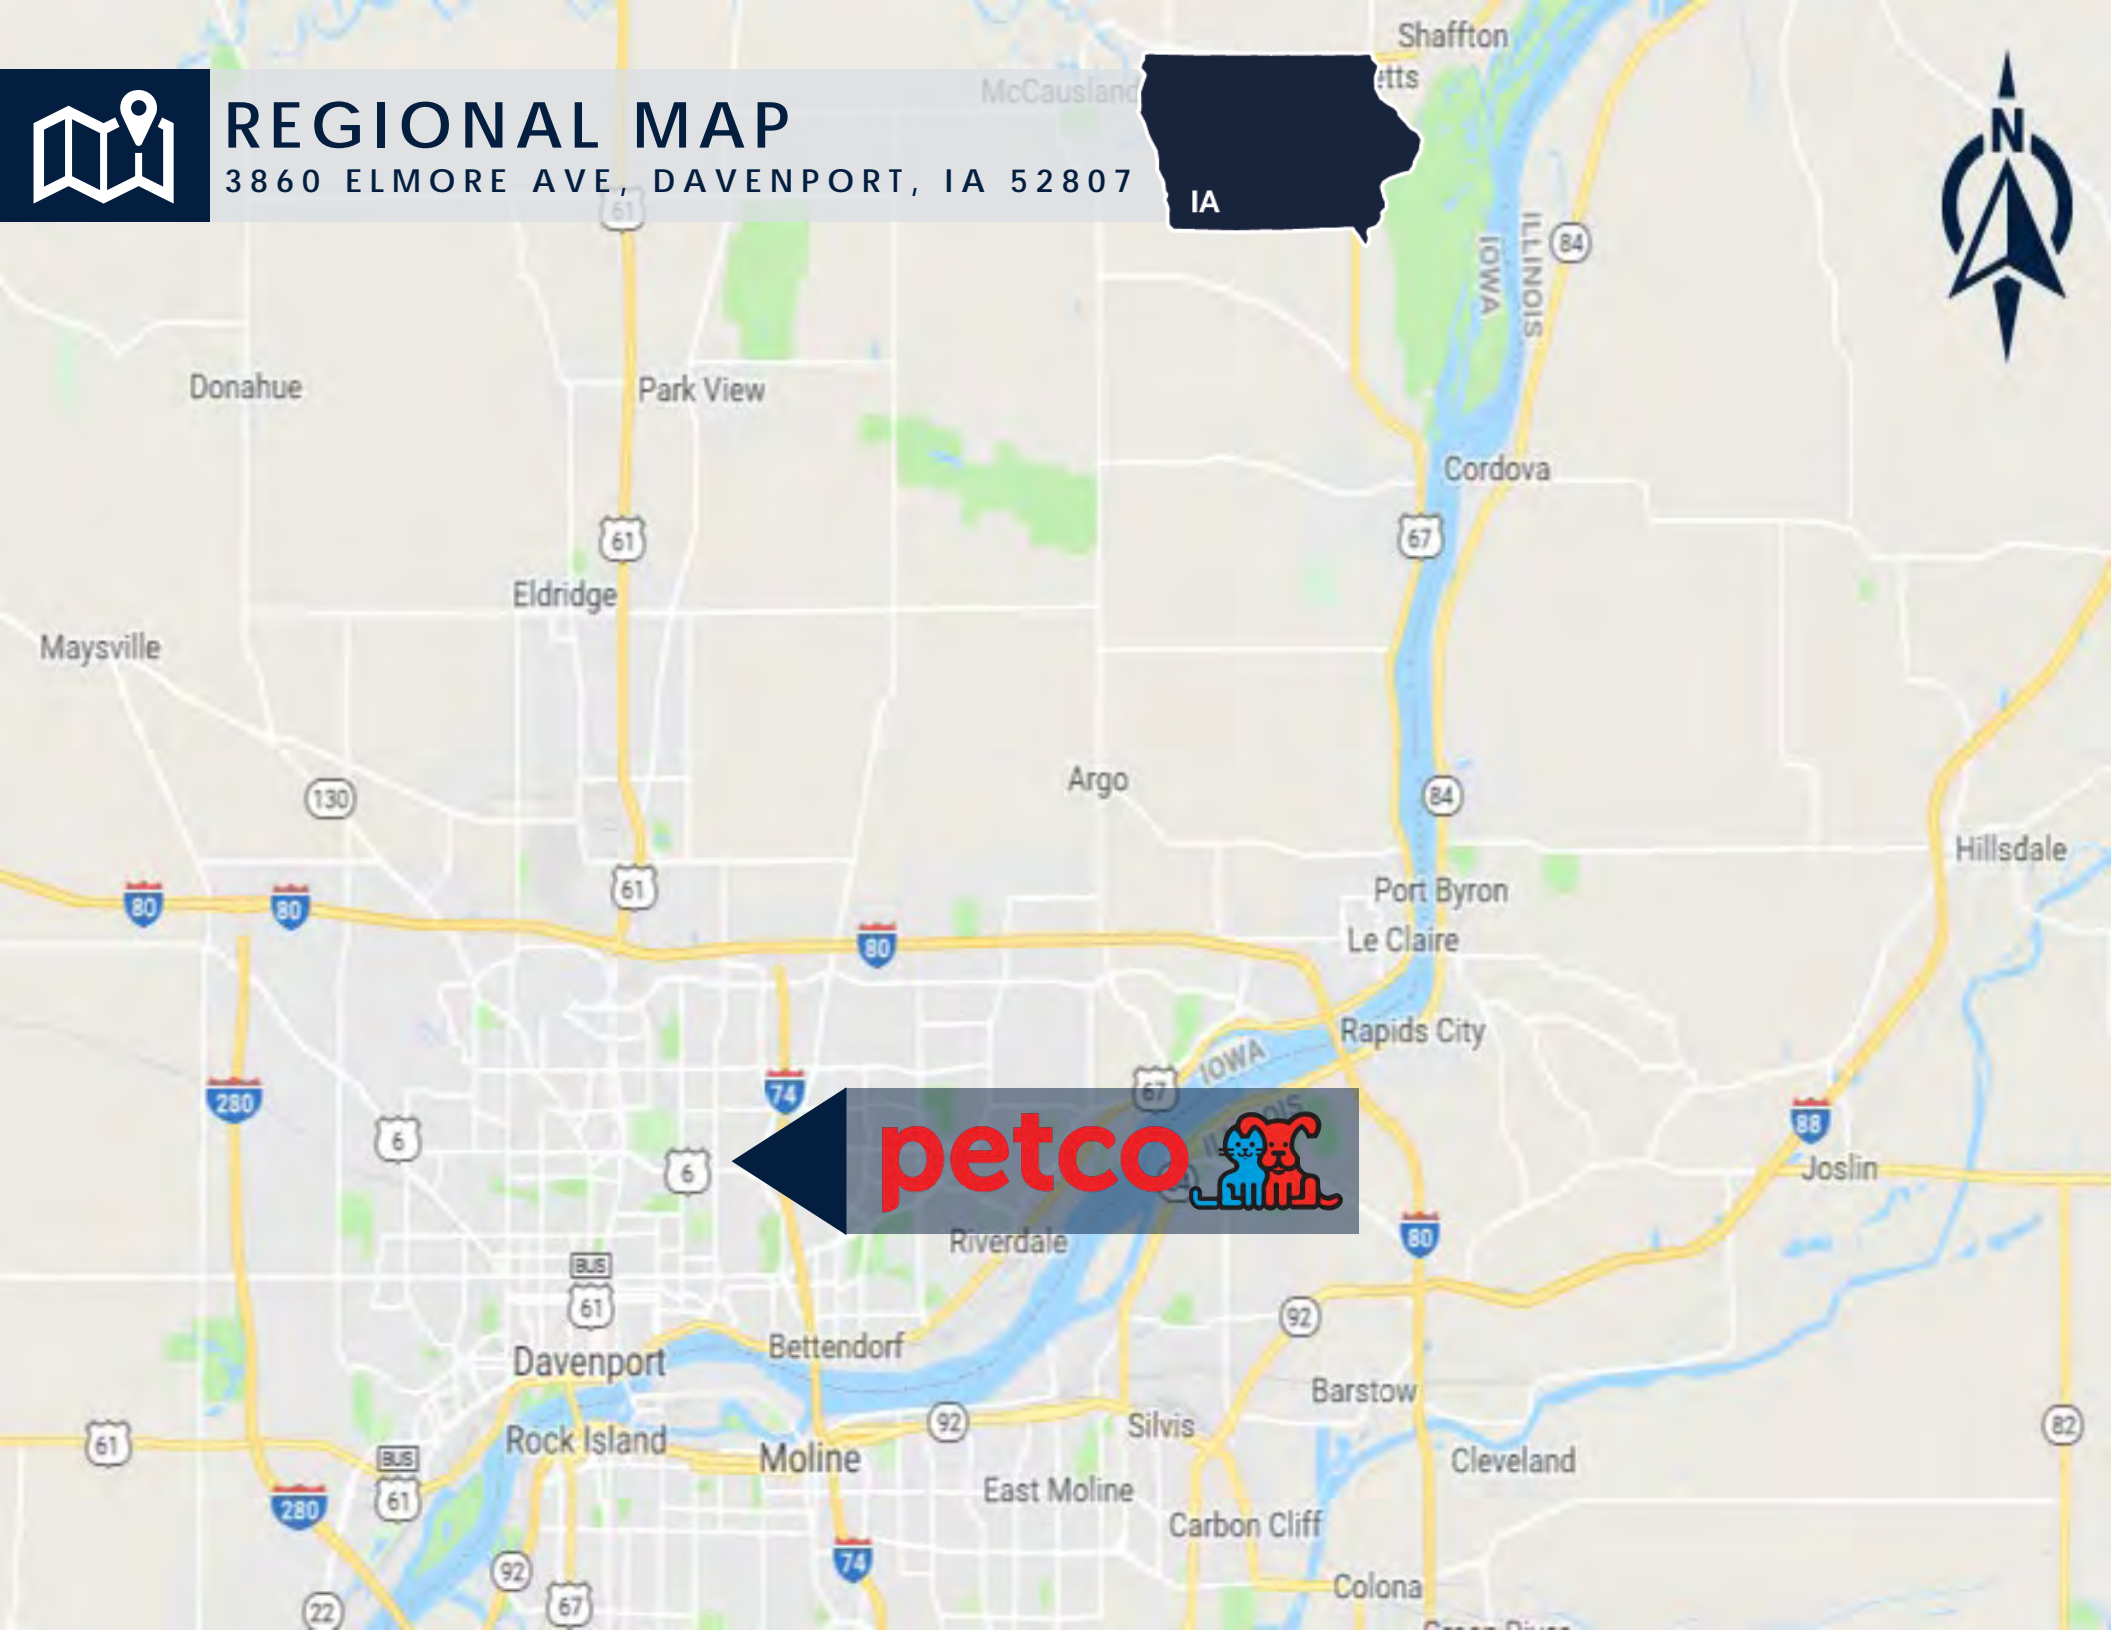 Shaffton
McCausland
REGIONAL MAP
3860 ELMORE AVE, DAVENPORT, IA 52807
IA
N
61
84
IOWA
ILLINOIS
Donahue
Park View
Cordova
61
67
Eldridge
Maysville
Argo
130
84
Hillsdale
61
Port Byron
80
80
80
Le Claire
Rapids City
IOWA
67
74
280
88
6
6
petco
Joslin
Riverdale
80
BUS
61
92
Bettendorf
Davenport
Barstow
61
92
Silvis
82
Rock Island
Moline
BUS
61
Cleveland
East Moline
280
Carbon Cliff
74
92
Colona
22
67